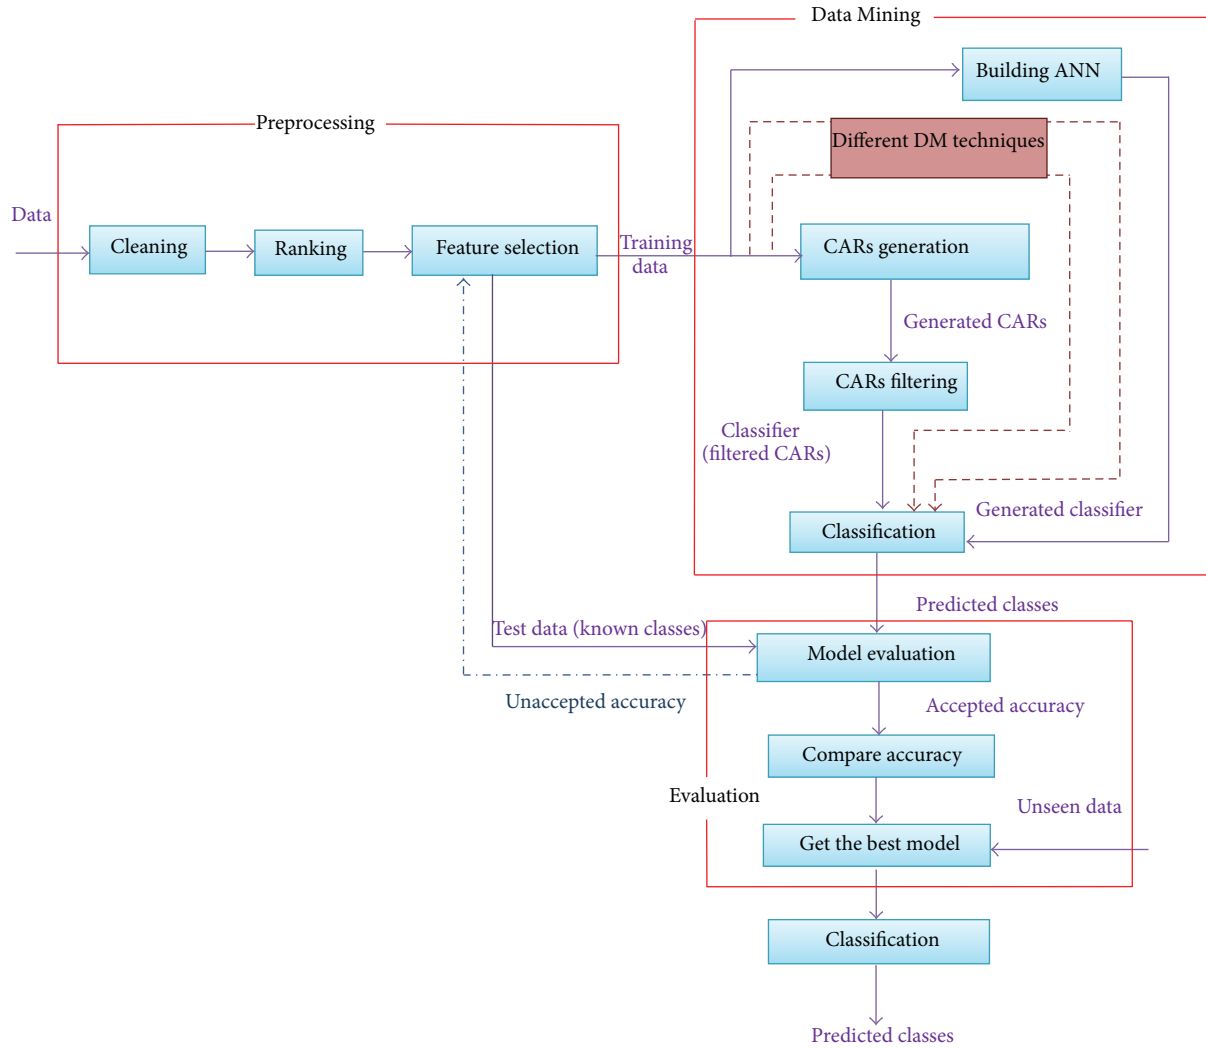 Data Mining
Building ANN
Preprocessing
Different DM techniques
Data
Cleaning
Ranking
Feature selection
Training
data
CARs generation
Generated CARs
CARs filtering
Classifier
(filtered CARs)
Generated classifier
Classification
Predicted classes
Test data (known classes)
Model evaluation
Unaccepted accuracy
Accepted accuracy
Compare accuracy
Evaluation
Unseen data
Get the best model
Classification
Predicted classes